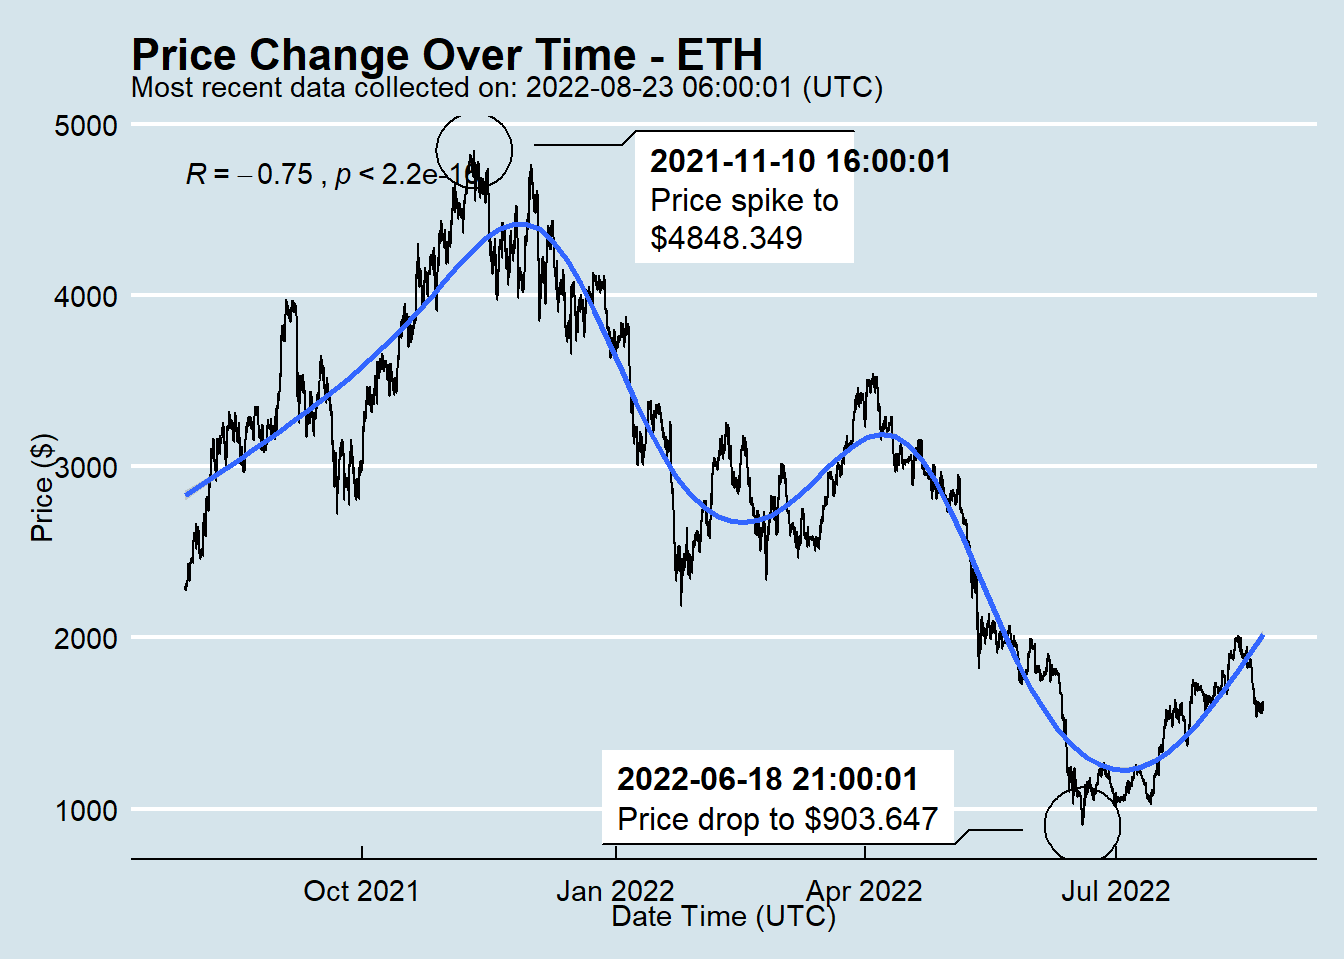 Price Change Over Time - ETH
Most recent data collected on: 2022-08-23 06:00:01 (UTC)
5000
R = − 0.75 , p < 2.2e-16
2021-11-10 16:00:01
Price spike to
$4848.349
4000
3000
Price ($)
2000
2022-06-18 21:00:01
Price drop to $903.647
1000
Oct 2021
Jan 2022
Apr 2022
Jul 2022
Date Time (UTC)